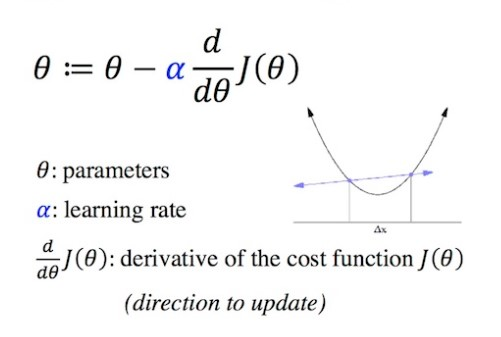 θ := θ − α d/dθ J(θ)
θ: parameters
α: learning rate
Δx
d/dθ J(θ): derivative of the cost function J(θ)
(direction to update)